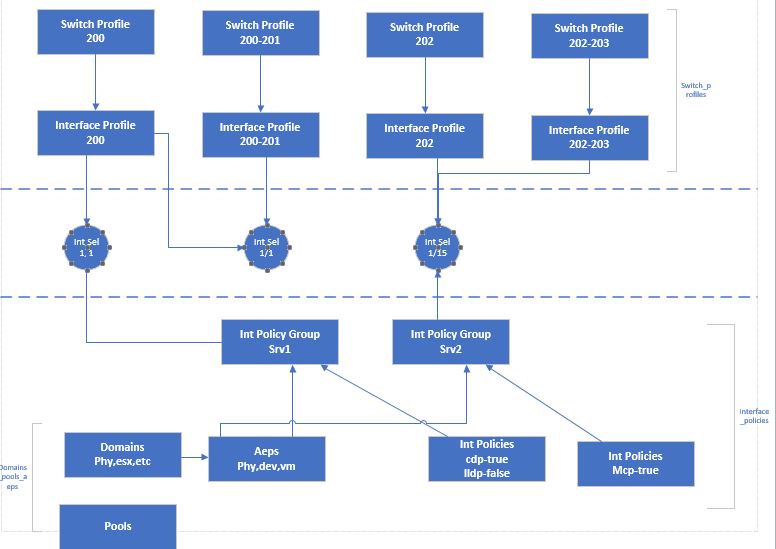 Switch Profile
200
Switch Profile
200-201
Switch Profile
202
Switch Profile
202-203
Switch_p
rofiles
Interface Profile
200
Interface Profile
200-201
Interface Profile
202
Interface Profile
202-203
Int Sel
1, 1
Int Sel
1/1
Int Sel
1/15
Int Policy Group
Srv1
Int Policy Group
Srv2
Interface
_policies
Domains
_pools_a
eps
Domains
Phy,esx,etc
Aeps
Phy,dev,vm
Int Policies
cdp-true
lldp-false
Int Policies
Mcp-true
Pools